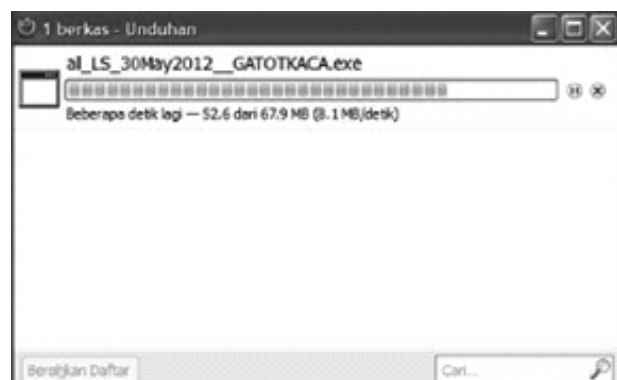 1 berkas - Unduhan
all_LS_30May2012__GATOTKACA.exe
Beberapa detik lagi — 52.6 dari 67.9 MB (8.1 MB/detik)
Bersihkan Daftar
Cari...